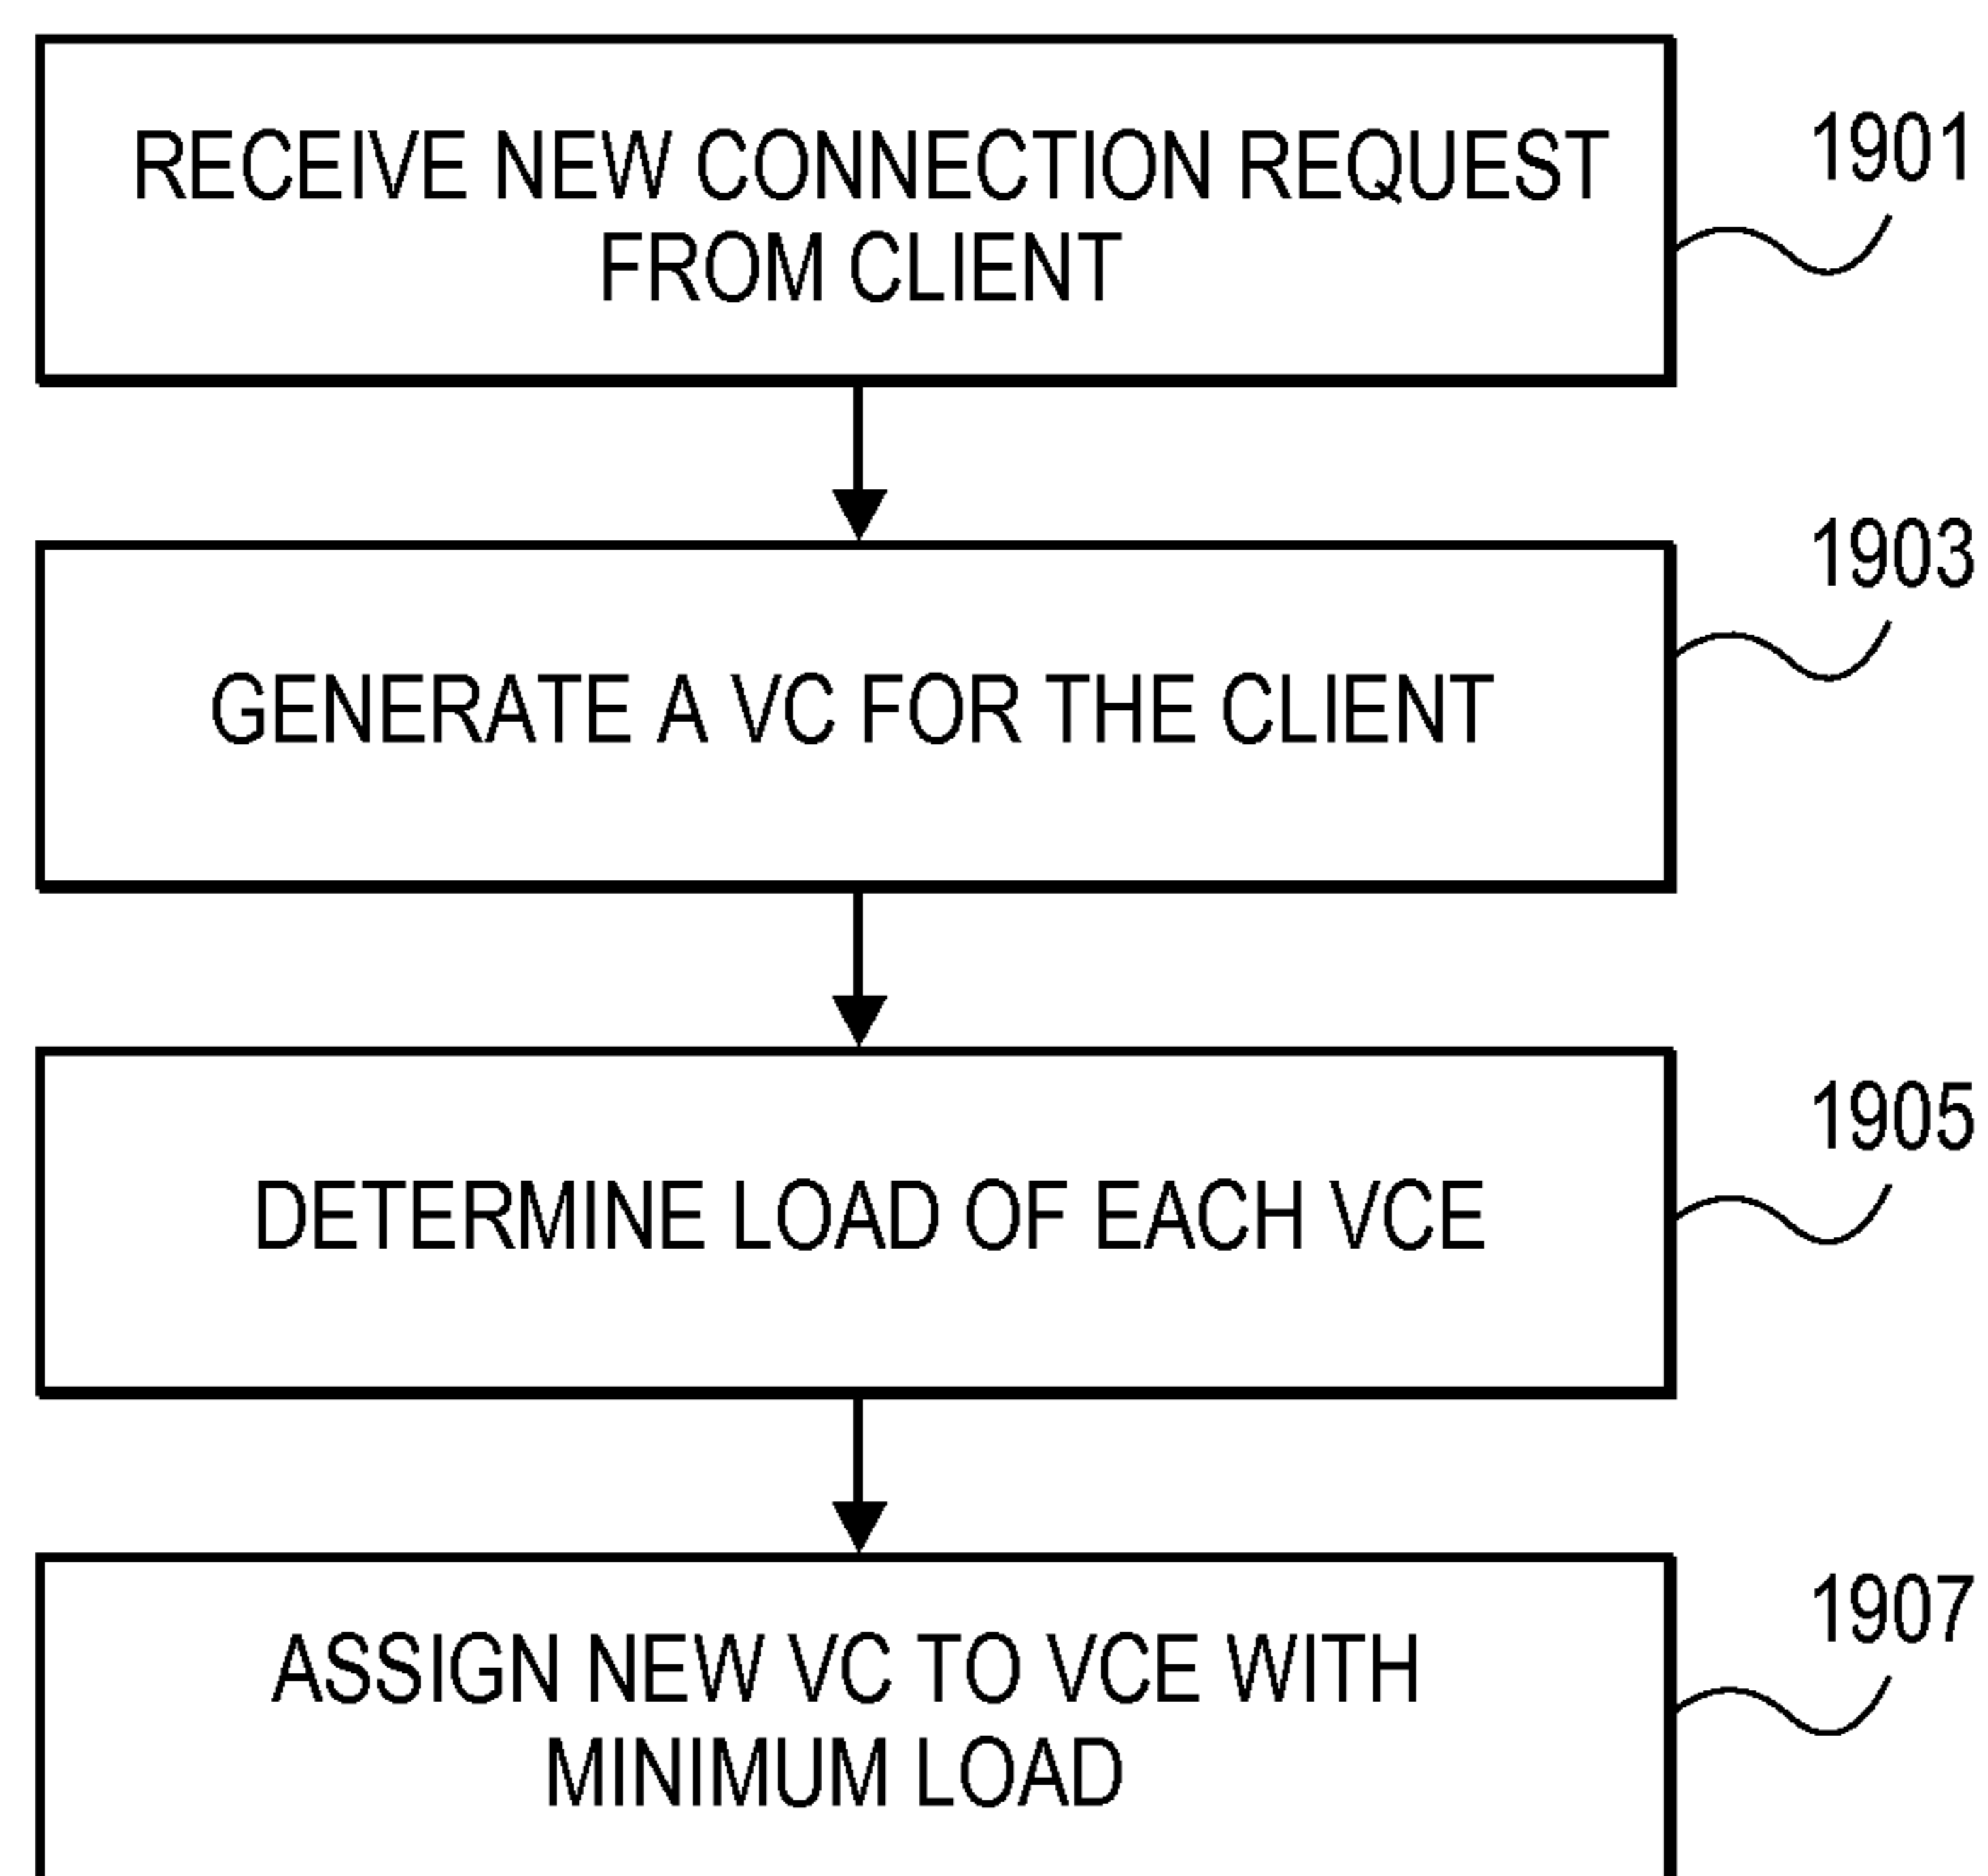 RECEIVE NEW CONNECTION REQUEST
FROM CLIENT
1901
GENERATE A VC FOR THE CLIENT
1903
DETERMINE LOAD OF EACH VCE
1905
ASSIGN NEW VC TO VCE WITH
MINIMUM LOAD
1907